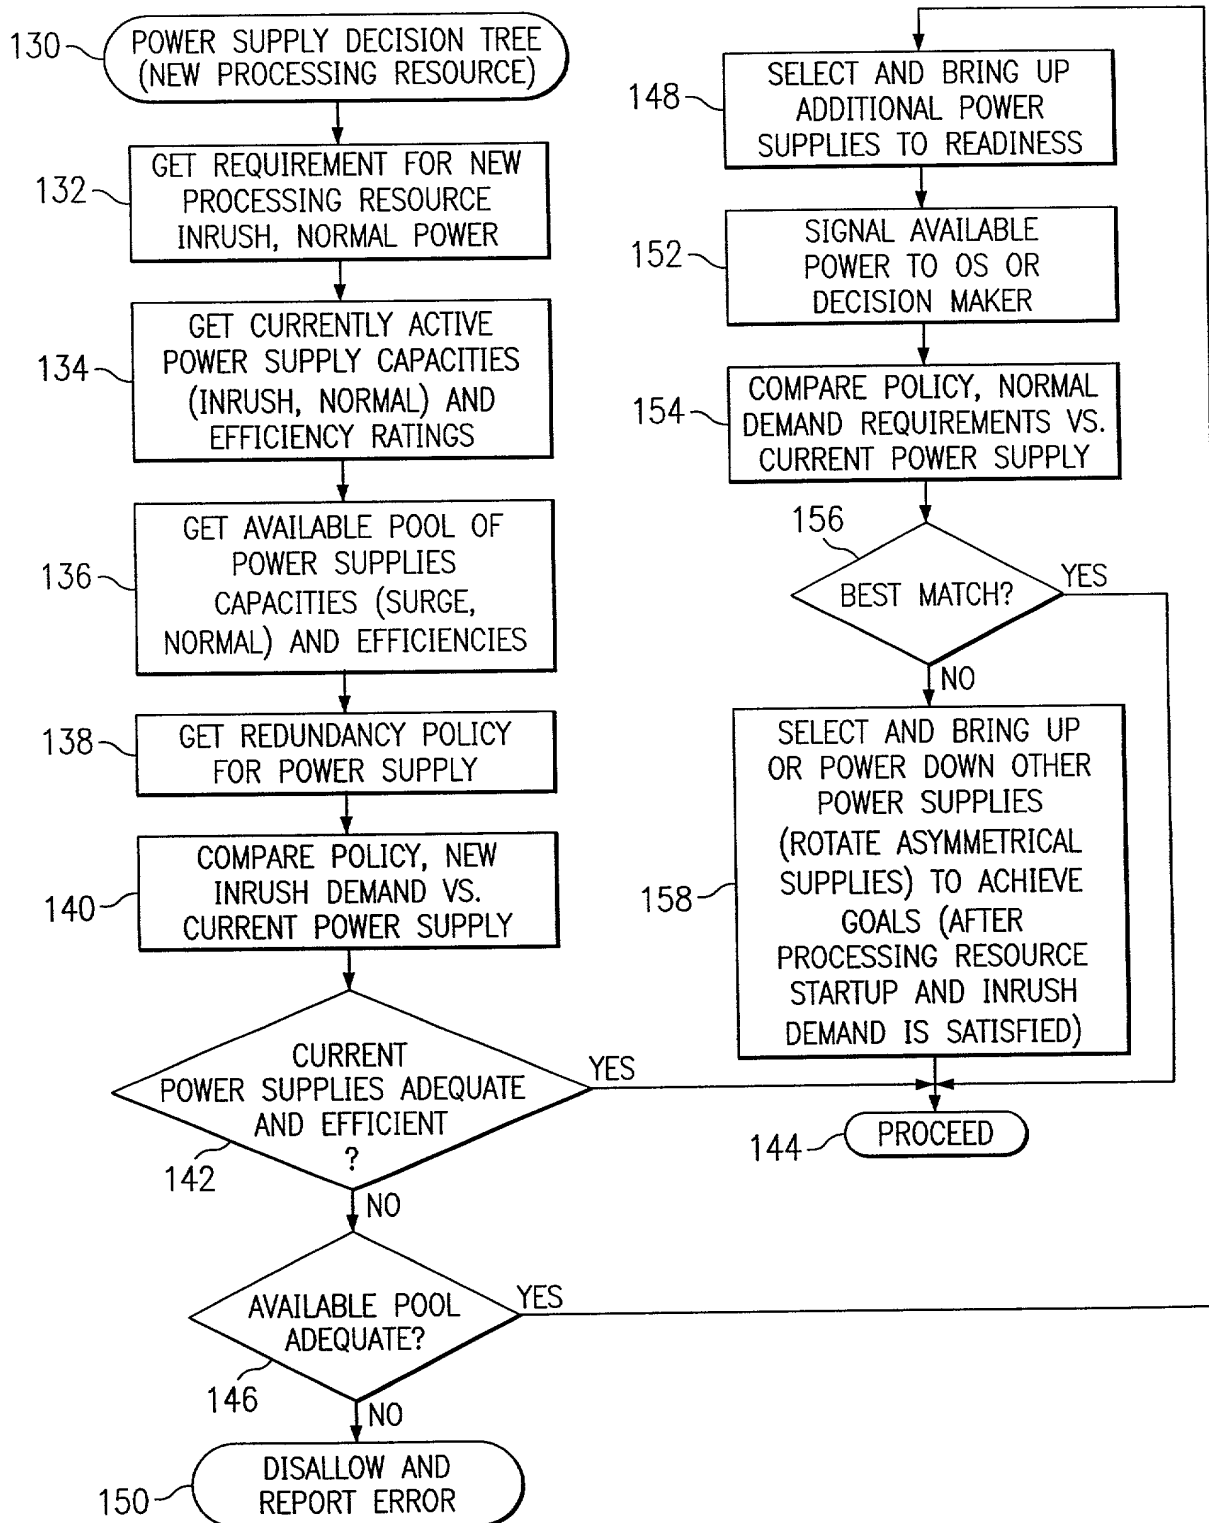 130
POWER SUPPLY DECISION TREE
(NEW PROCESSING RESOURCE)
132
GET REQUIREMENT FOR NEW
PROCESSING RESOURCE
INRUSH, NORMAL POWER
134
GET CURRENTLY ACTIVE
POWER SUPPLY CAPACITIES
(INRUSH, NORMAL) AND
EFFICIENCY RATINGS
136
GET AVAILABLE POOL OF
POWER SUPPLIES
CAPACITIES (SURGE,
NORMAL) AND EFFICIENCIES
138
GET REDUNDANCY POLICY
FOR POWER SUPPLY
140
COMPARE POLICY, NEW
INRUSH DEMAND VS.
CURRENT POWER SUPPLY
CURRENT
POWER SUPPLIES ADEQUATE
AND EFFICIENT
?
142
YES
NO
AVAILABLE POOL
ADEQUATE?
146
YES
NO
150
DISALLOW AND
REPORT ERROR
148
SELECT AND BRING UP
ADDITIONAL POWER
SUPPLIES TO READINESS
152
SIGNAL AVAILABLE
POWER TO OS OR
DECISION MAKER
154
COMPARE POLICY, NORMAL
DEMAND REQUIREMENTS VS.
CURRENT POWER SUPPLY
156
BEST MATCH?
YES
NO
158
SELECT AND BRING UP
OR POWER DOWN OTHER
POWER SUPPLIES
(ROTATE ASYMMETRICAL
SUPPLIES) TO ACHIEVE
GOALS (AFTER
PROCESSING RESOURCE
STARTUP AND INRUSH
DEMAND IS SATISFIED)
144
PROCEED